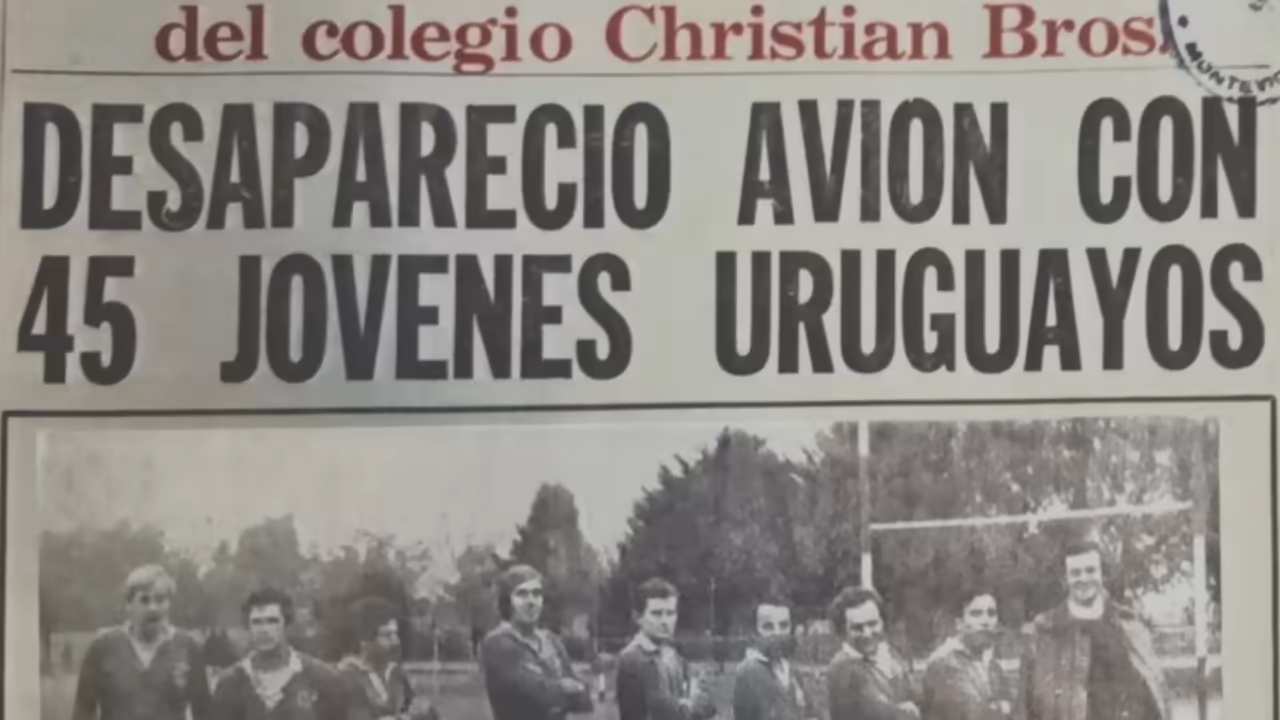 del colegio Christian Bros.
DESAPARECIO AVION CON
45 JOVENES URUGUAYOS